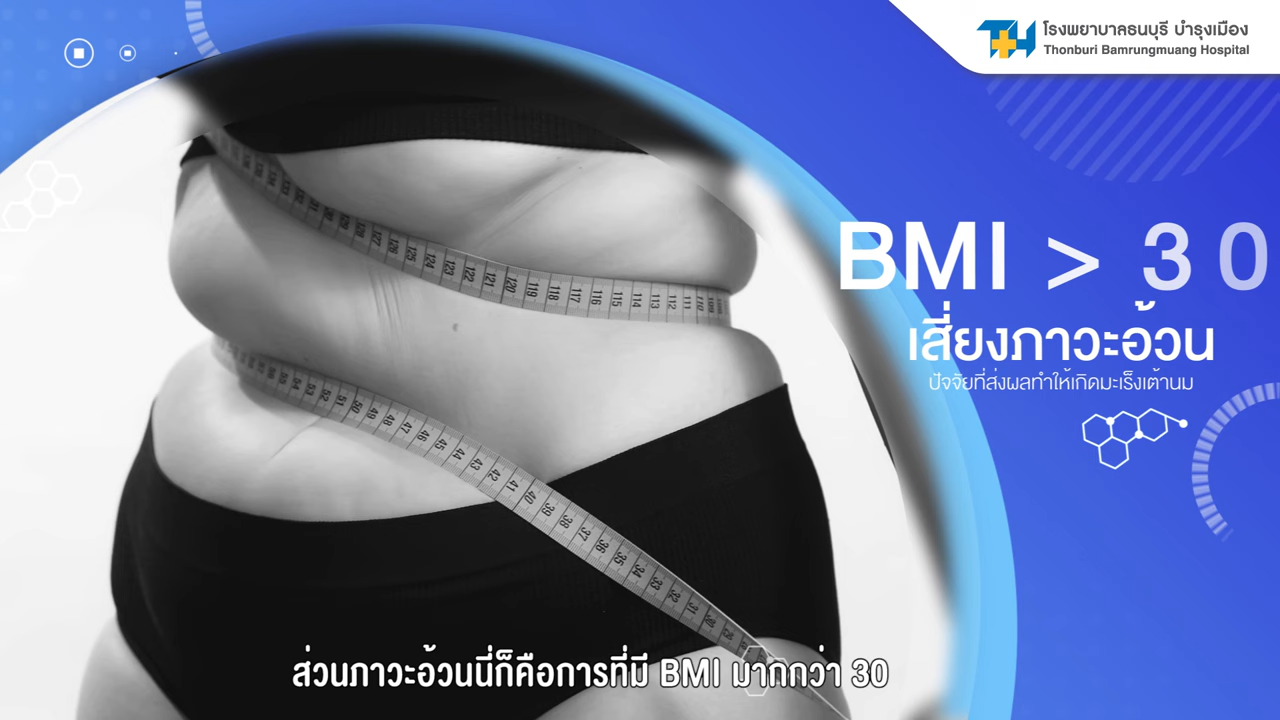 โรงพยาบาลธนบุรี บำรุงเมือง
Thonburi Bamrungmuang Hospital
BMI > 30
เสี่ยงภาวะอ้วน
ปัจจัยที่ส่งผลทำให้เกิดมะเร็งเต้านม
ส่วนภาวะอ้วนนี่ก็คือการที่มี BMI มากกว่า 30